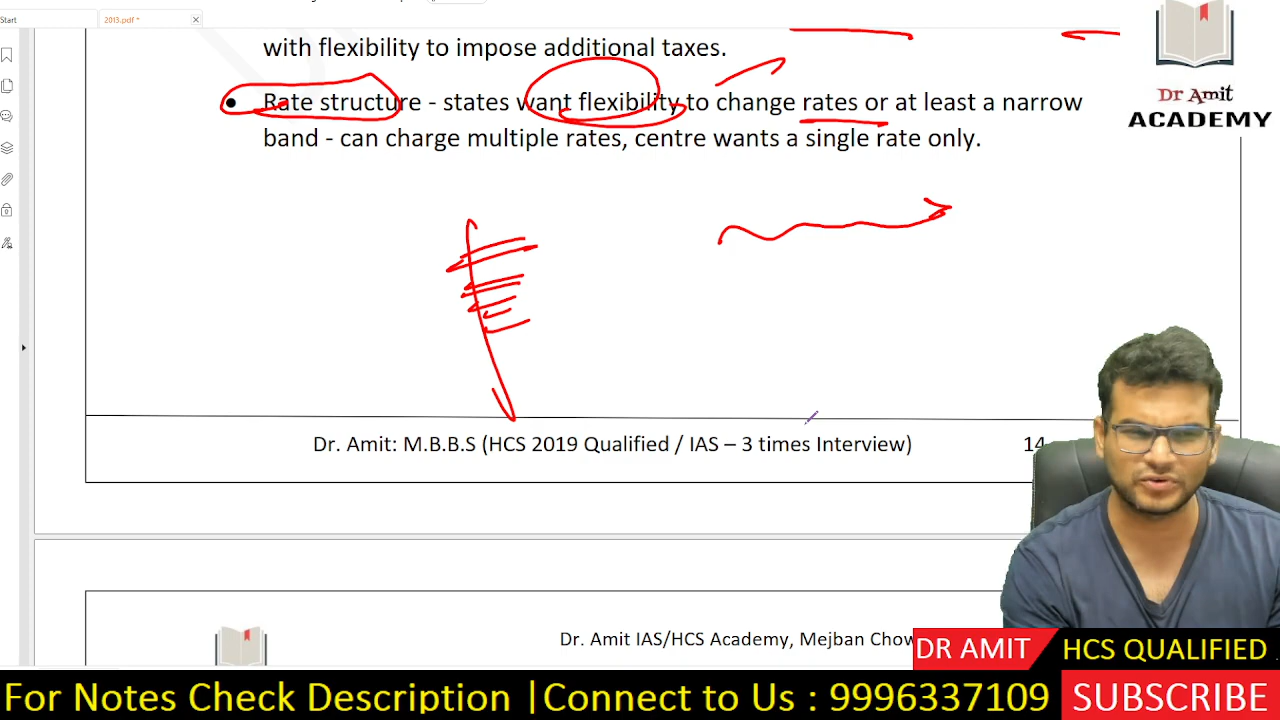 Start
2013.pdf *
with flexibility to impose additional taxes.
• Rate structure - states want flexibility to change rates or at least a narrow
band - can charge multiple rates, centre wants a single rate only.
Dr Amit
ACADEMY
Dr. Amit: M.B.B.S (HCS 2019 Qualified / IAS – 3 times Interview)
14
Dr. Amit IAS/HCS Academy, Mejban Chow
DR AMIT
HCS QUALIFIED
For Notes Check Description |Connect to Us : 9996337109
SUBSCRIBE